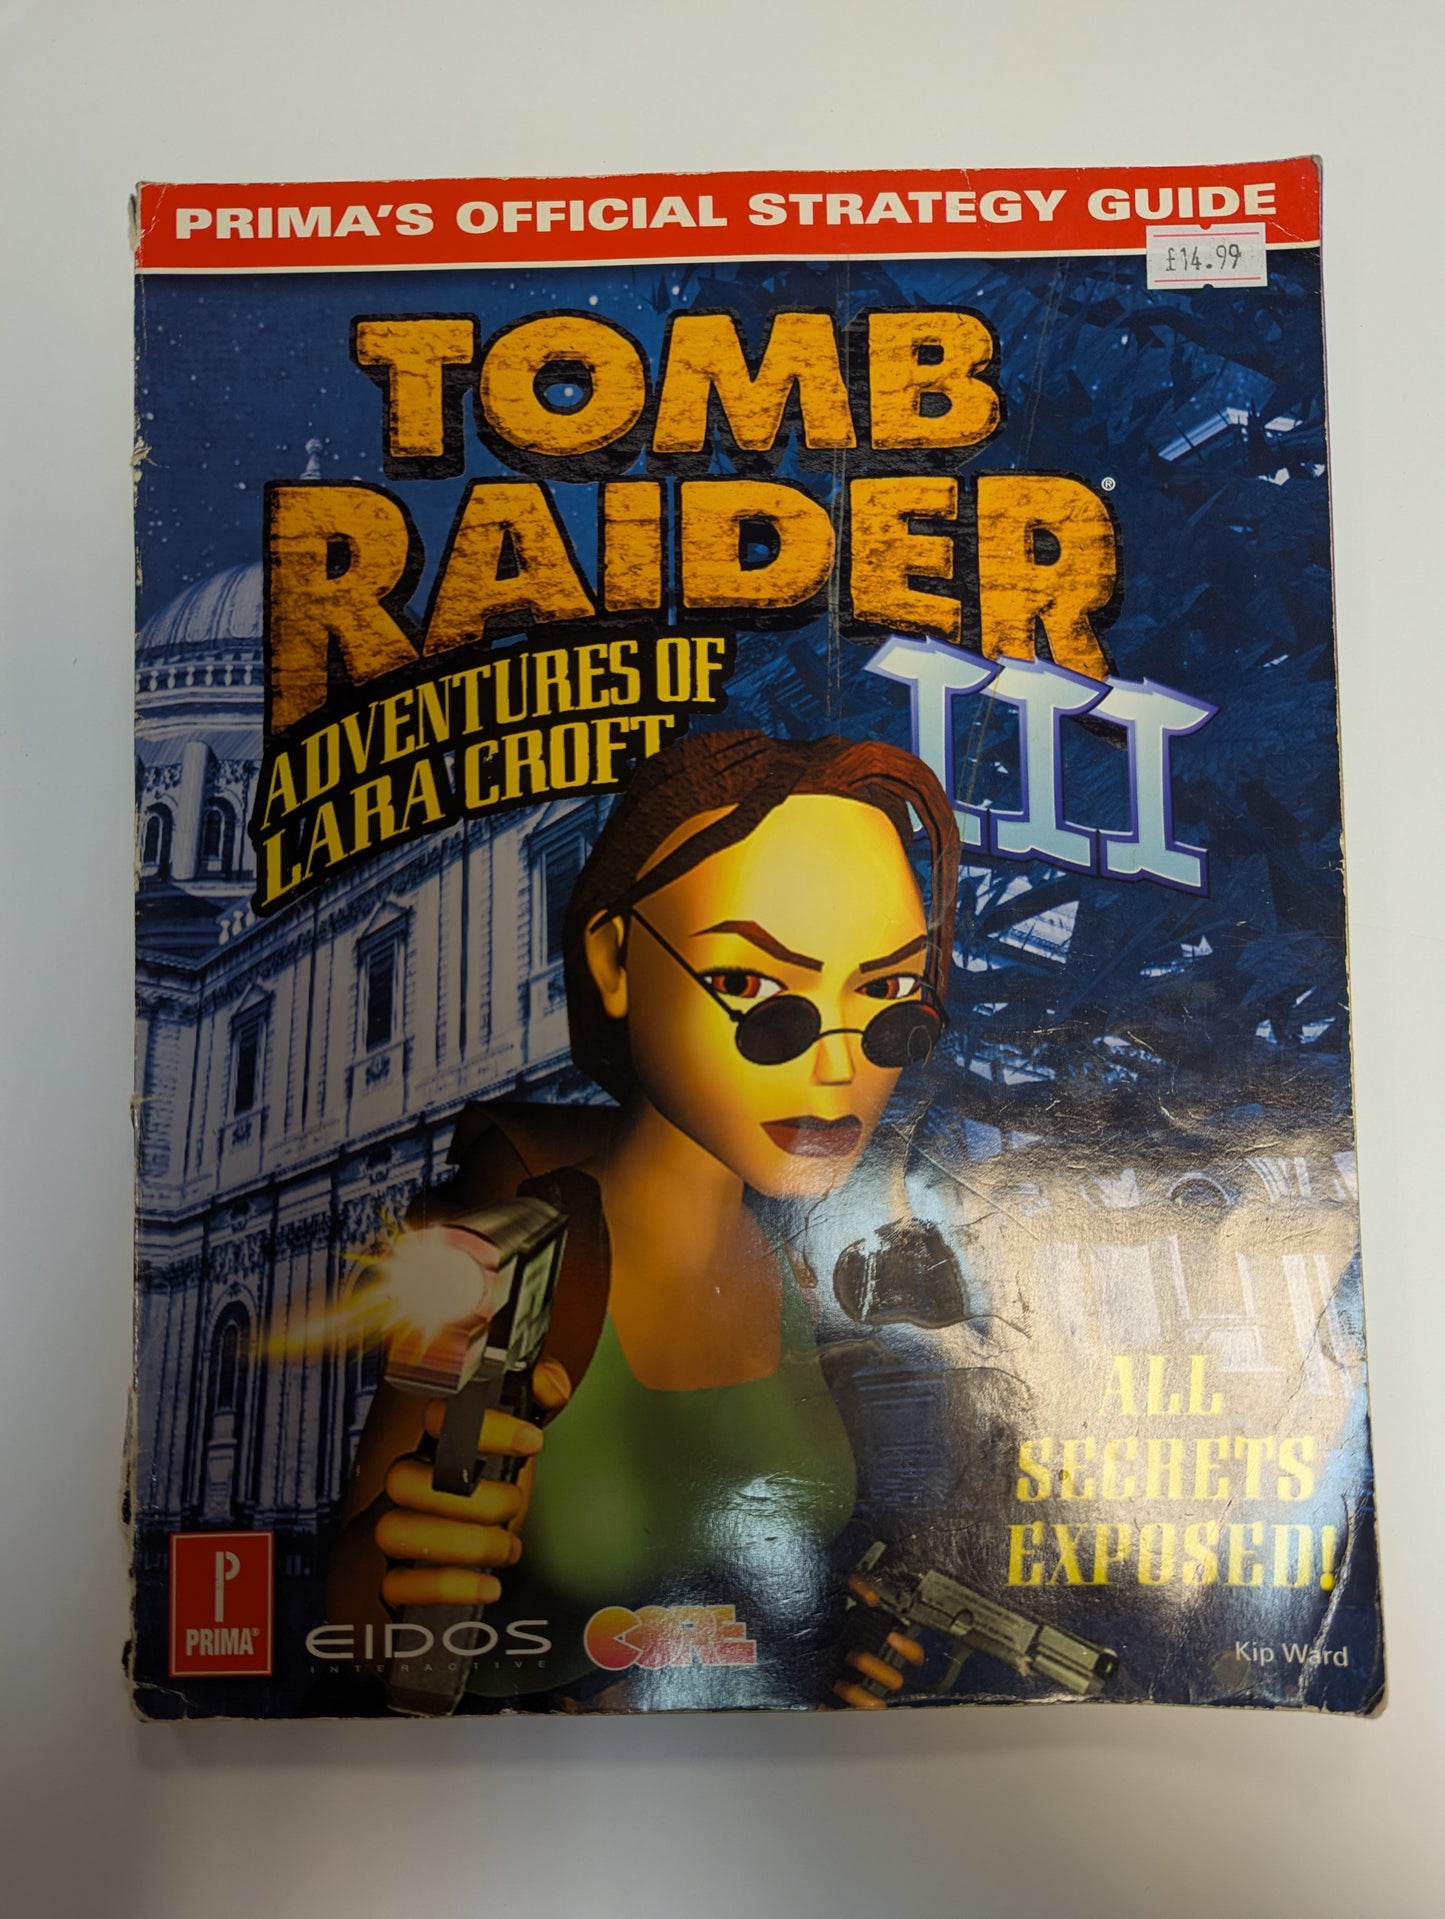 PRIMA'S OFFICIAL STRATEGY GUIDE
£14.99
TOMB
RAIDER®
III
ADVENTURES OF
LARA CROFT
ALL
SECRETS
EXPOSED!
P
PRIMA®
EIDOS
INTERACTIVE
CORE
Kip Ward